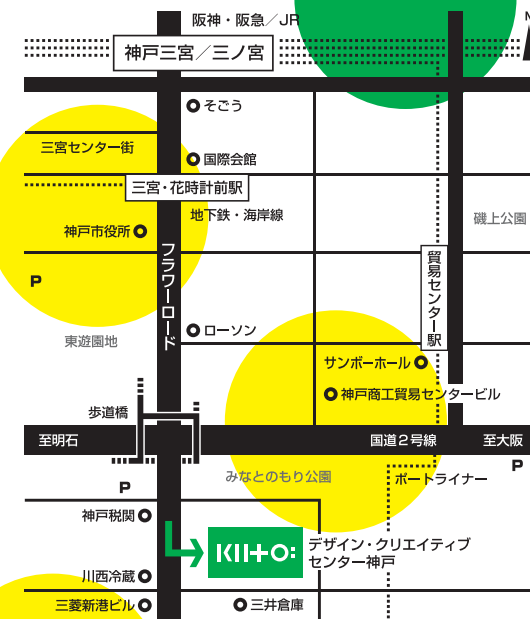 阪神・阪急／JR
神戸三宮／三ノ宮
そごう
三宮センター街
国際会館
三宮・花時計前駅
地下鉄・海岸線
磯上公園
神戸市役所
フラワーロード
貿易センター駅
P
ローソン
東遊園地
サンボーホール
神戸商工貿易センタービル
歩道橋
至明石
国道2号線
至大阪
みなとのもり公園
P
ポートライナー
P
神戸税関
KIITO:
デザイン・クリエイティブ
センター神戸
川西冷蔵
三菱新港ビル
三井倉庫